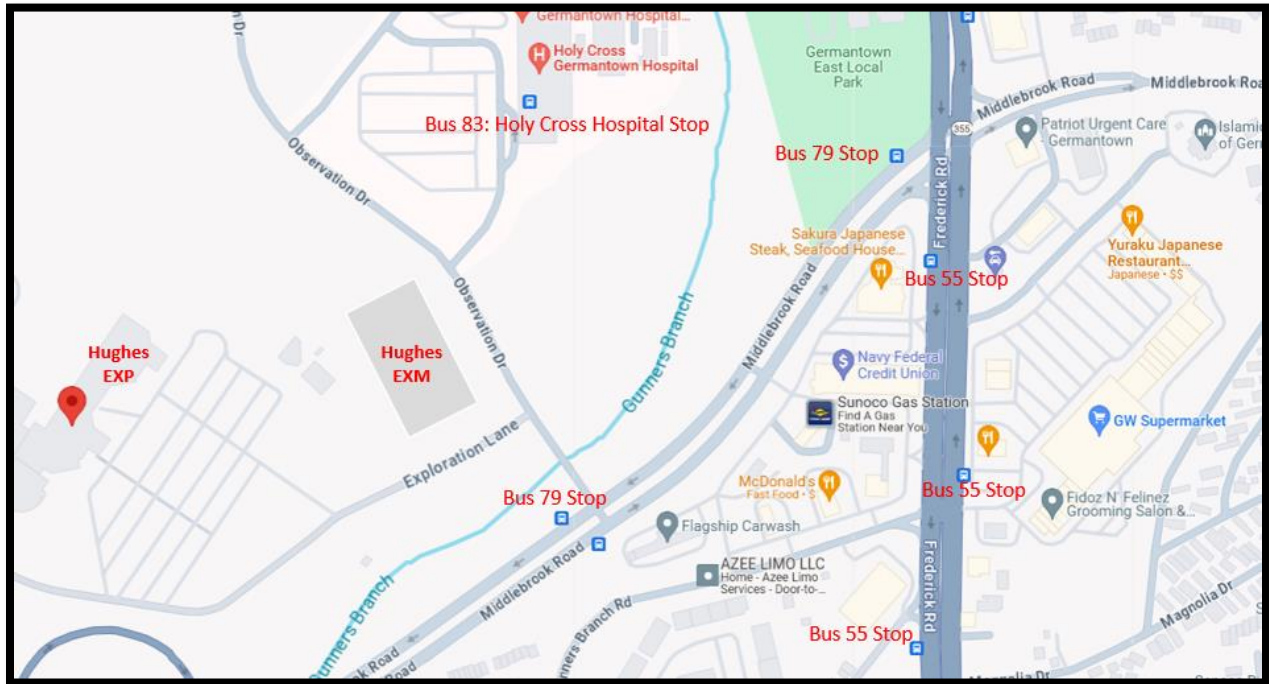 Germantown Hospital...
Holy Cross
Germantown Hospital
Bus 83: Holy Cross Hospital Stop
Germantown
East Local
Park
Middlebrook Road
Middlebrook Roa
355
Patriot Urgent Care
- Germantown
Islamic
of Ger
Bus 79 Stop
Frederick Rd
Observation Dr
Sakura Japanese
Steak, Seafood House...
Yuraku Japanese
Restaurant...
Japanese • $$
Bus 55 Stop
Observation Dr
Gunners Branch
Middlebrook Road
Hughes
EXP
Hughes
EXM
Navy Federal
Credit Union
Sunoco Gas Station
Find A Gas
Station Near You
GW Supermarket
Exploration Lane
McDonald's
Fast Food • $
Bus 55 Stop
Bus 79 Stop
Fidoz N' Felinez
Grooming Salon &...
Flagship Carwash
Frederick Rd
AZEE LIMO LLC
Home - Azee Limo
Services - Door-to-...
Middlebrook Road
Gunners Branch
Gunners Branch Rd
Magnolia Dr
Bus 55 Stop
Magnolia Dr